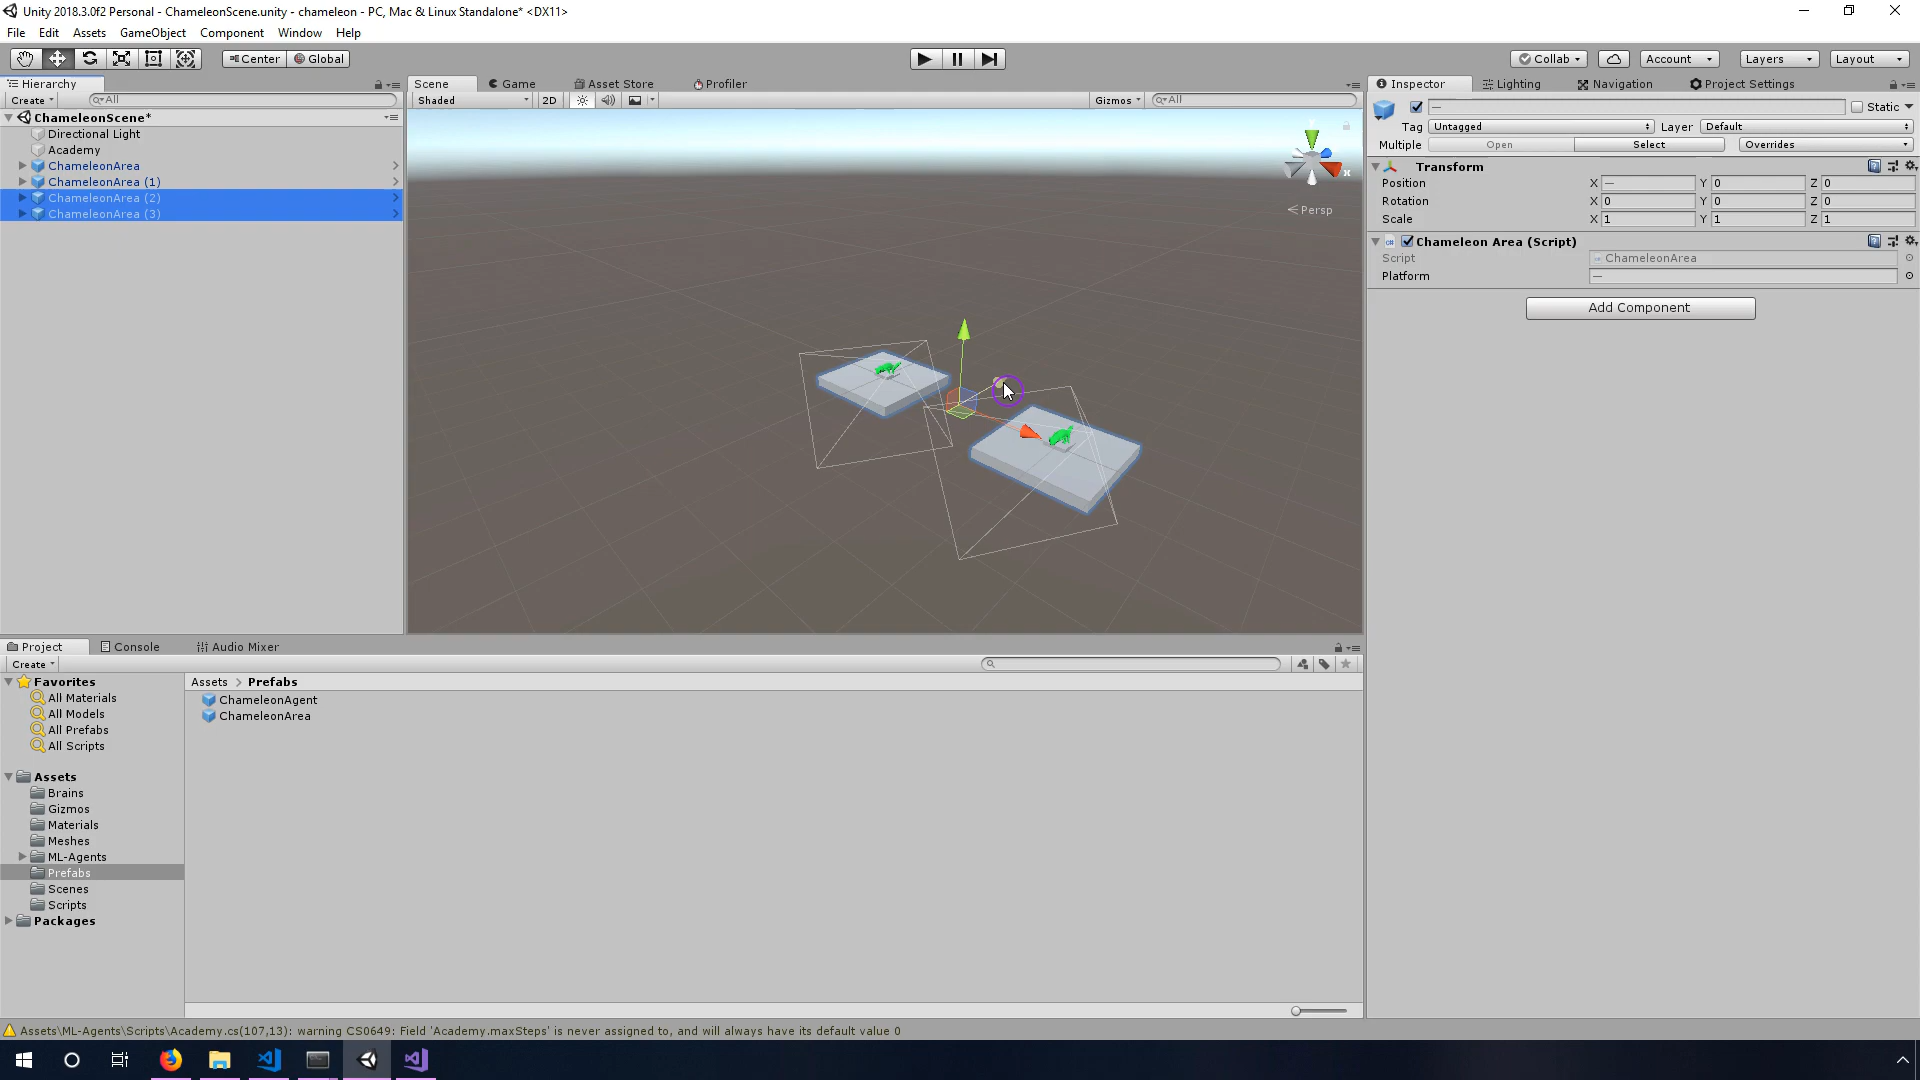 Unity 2018.3.0f2 Personal - ChameleonScene.unity - chameleon - PC, Mac & Linux Standalone* <DX11>
File Edit Assets GameObject Component Window Help
Center Global Collab Account Layers Layout
Hierarchy Scene Game Asset Store Profiler Inspector Lighting Navigation Project Settings
Create All Shaded 2D Gizmos All
— Static
ChameleonScene*
Tag Untagged Layer Default
Directional Light
Multiple Open Select Overrides
Academy
ChameleonArea
Transform
ChameleonArea (1)
Position X — Y 0 Z 0
ChameleonArea (2)
Rotation X 0 Y 0 Z 0
ChameleonArea (3)
Scale X 1 Y 1 Z 1
x
Persp
Chameleon Area (Script)
Script ChameleonArea
Platform —
Add Component
Project Console Audio Mixer
Create
Favorites
All Materials
All Models
All Prefabs
All Scripts
Assets
Brains
Gizmos
Materials
Meshes
ML-Agents
Prefabs
Scenes
Scripts
Packages
Assets > Prefabs
ChameleonAgent
ChameleonArea
Assets\ML-Agents\Scripts\Academy.cs(107,13): warning CS0649: Field 'Academy.maxSteps' is never assigned to, and will always have its default value 0